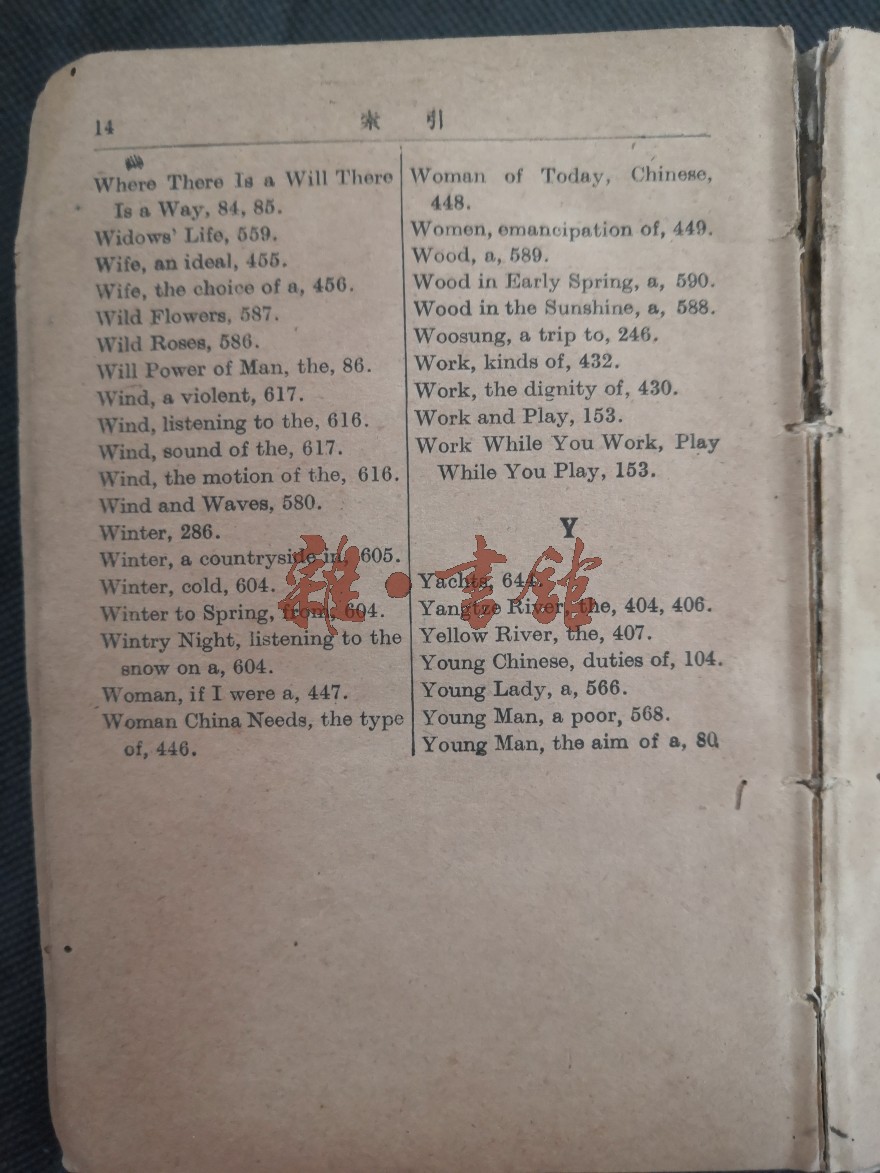 14
索 引
Where There Is a Will There
Is a Way, 84, 85.
Widows' Life, 559.
Wife, an ideal, 455.
Wife, the choice of a, 456.
Wild Flowers, 587.
Wild Roses, 586.
Will Power of Man, the, 86.
Wind, a violent, 617.
Wind, listening to the, 616.
Wind, sound of the, 617.
Wind, the motion of the, 616.
Wind and Waves, 580.
Winter, 286.
Winter, a countryside in, 605.
Winter, cold, 604.
Winter to Spring, from, 604.
Wintry Night, listening to the
snow on a, 604.
Woman, if I were a, 447.
Woman China Needs, the type
of, 446.
Woman of Today, Chinese,
448.
Women, emancipation of, 449.
Wood, a, 589.
Wood in Early Spring, a, 590.
Wood in the Sunshine, a, 588.
Woosung, a trip to, 246.
Work, kinds of, 432.
Work, the dignity of, 430.
Work and Play, 153.
Work While You Work, Play
While You Play, 153.
Y
Yachts, 644.
Yangtze River, the, 404, 406.
Yellow River, the, 407.
Young Chinese, duties of, 104.
Young Lady, a, 566.
Young Man, a poor, 568.
Young Man, the aim of a, 80
雜·書館